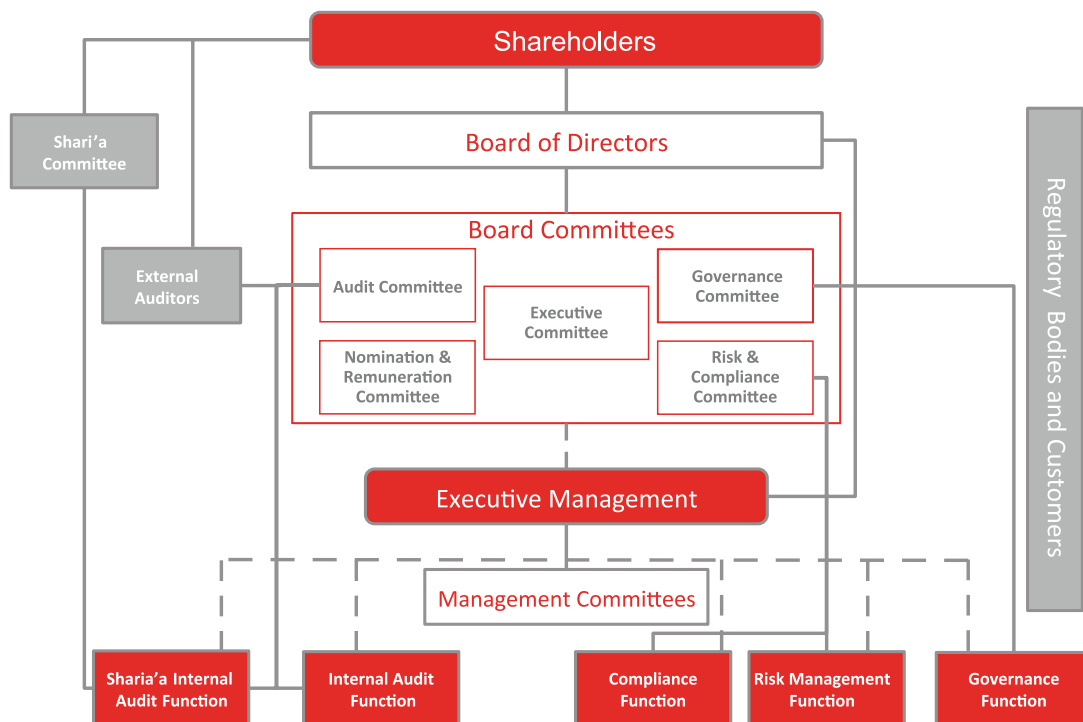 Shareholders
Shari’a
Committee
Board of Directors
Regulatory Bodies and Customers
Board Committees
External
Auditors
Audit Committee
Executive
Committee
Governance
Committee
Nomination &
Remuneration
Committee
Risk &
Compliance
Committee
Executive Management
Management Committees
Sharia’a Internal
Audit Function
Internal Audit
Function
Compliance
Function
Risk Management
Function
Governance
Function